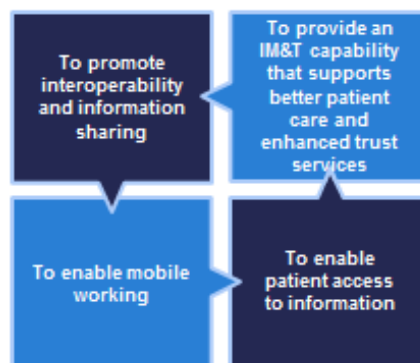 To promote
interoperability
and information
sharing
To provide an
IM&T capability
that supports
better patient
care and
enhanced trust
services
To enable mobile
working
To enable
patient access
to information